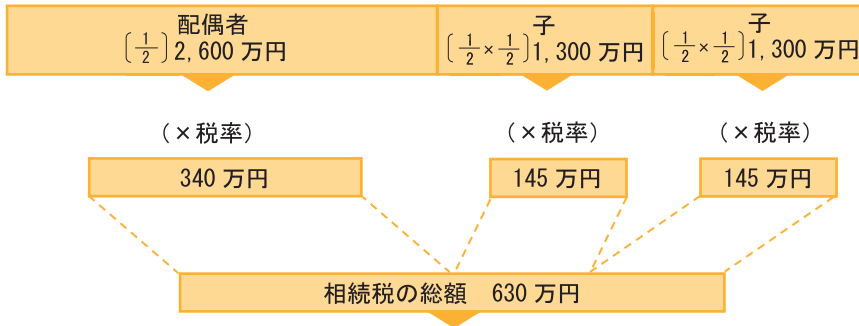 配偶者 子 子
(1/2) 2,600 万円 (1/2 × 1/2) 1,300 万円 (1/2 × 1/2) 1,300 万円
(×税率) (×税率) (×税率)
340 万円 145 万円 145 万円
相続税の総額 630 万円